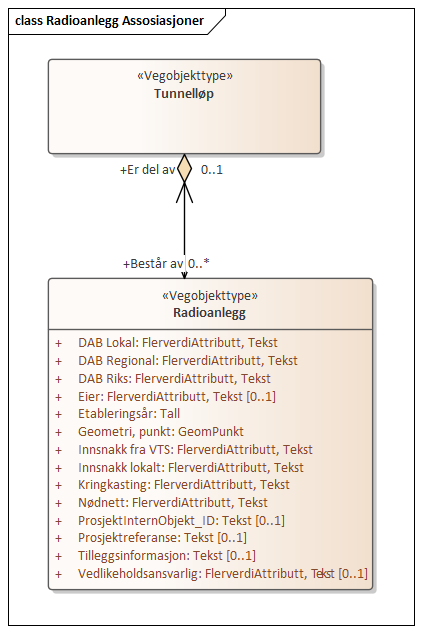 class Radioanlegg Assosiasjoner
«Vegobjekttype»
Tunnelløp
+Er del av 0..1
+Består av 0..*
«Vegobjekttype»
Radioanlegg
+ DAB Lokal: FlerverdiAttributt, Tekst
+ DAB Regional: FlerverdiAttributt, Tekst
+ DAB Riks: FlerverdiAttributt, Tekst
+ Eier: FlerverdiAttributt, Tekst [0..1]
+ Etableringsår: Tall
+ Geometri, punkt: GeomPunkt
+ Innsnakk fra VTS: FlerverdiAttributt, Tekst
+ Innsnakk lokalt: FlerverdiAttributt, Tekst
+ Kringkasting: FlerverdiAttributt, Tekst
+ Nødnett: FlerverdiAttributt, Tekst
+ ProsjektInternObjekt_ID: Tekst [0..1]
+ Prosjektreferanse: Tekst [0..1]
+ Tilleggsinformasjon: Tekst [0..1]
+ Vedlikeholdsansvarlig: FlerverdiAttributt, Tekst [0..1]